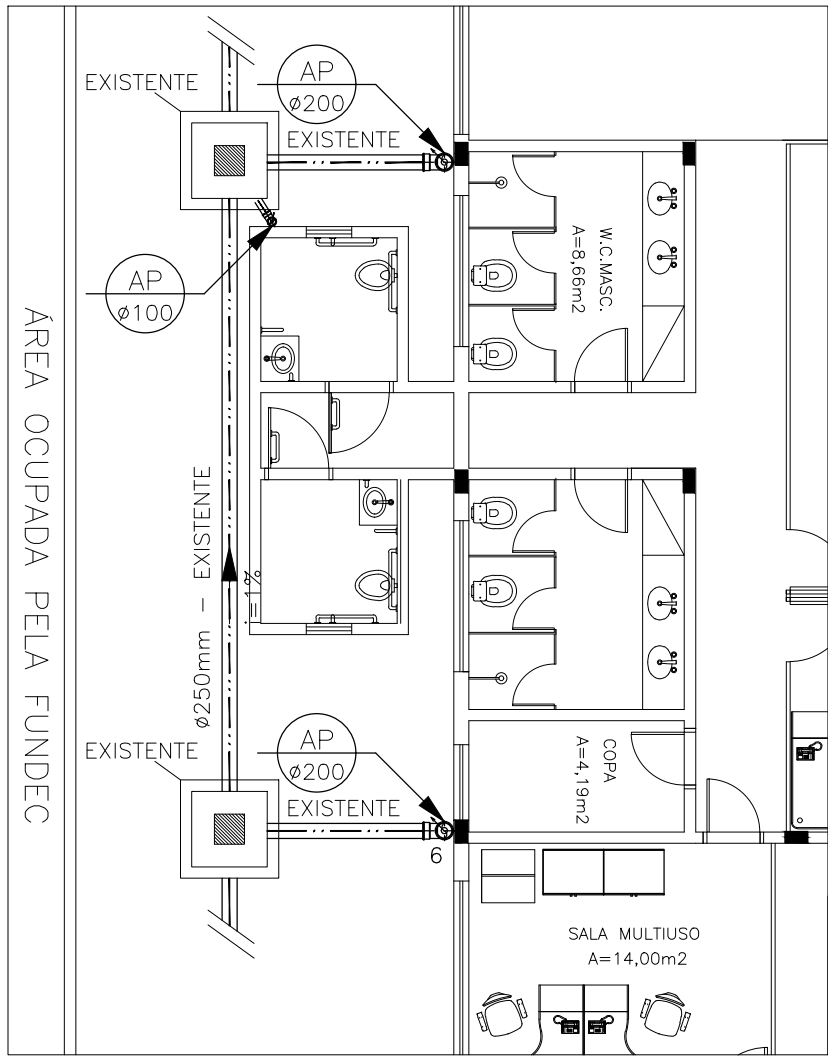 EXISTENTE
AP
ø200
EXISTENTE
AP
ø100
W.C.MASC.
A=8,66m2
ÁREA OCUPADA PELA FUNDEC
ø250mm – EXISTENTE
i=1%
EXISTENTE
AP
ø200
EXISTENTE
6
COPA
A=4,19m2
SALA MULTIUSO
A=14,00m2